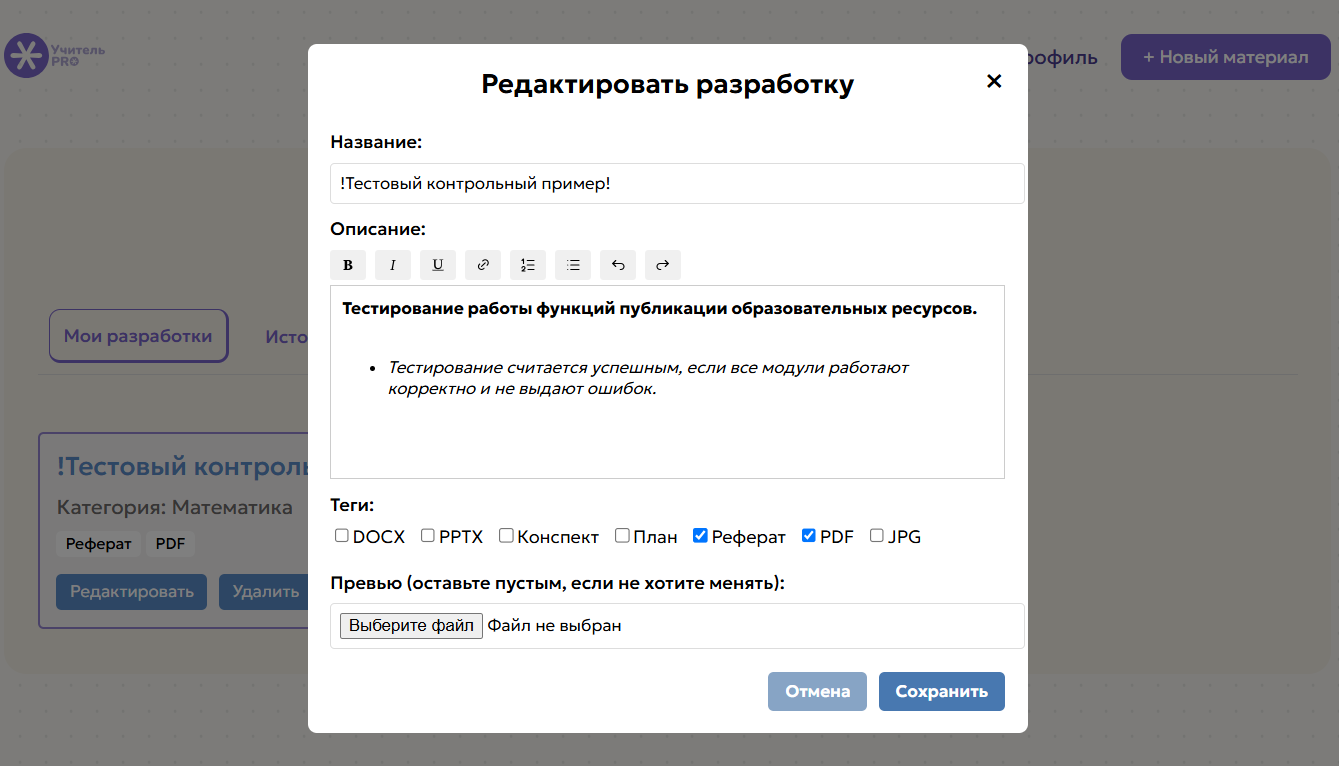 Учитель
PRO
+ Новый материал
Редактировать разработку
Название:
!Тестовый контрольный пример!
Описание:
B I U
Тестирование работы функций публикации образовательных ресурсов.
• Тестирование считается успешным, если все модули работают
корректно и не выдают ошибок.
Теги:
DOCX PPTX Конспект План Реферат PDF JPG
Превью (оставьте пустым, если не хотите менять):
Выберите файл Файл не выбран
Отмена Сохранить
Мои разработки
!Тестовый
Категория: Математика
Реферат PDF
Редактировать Удалить